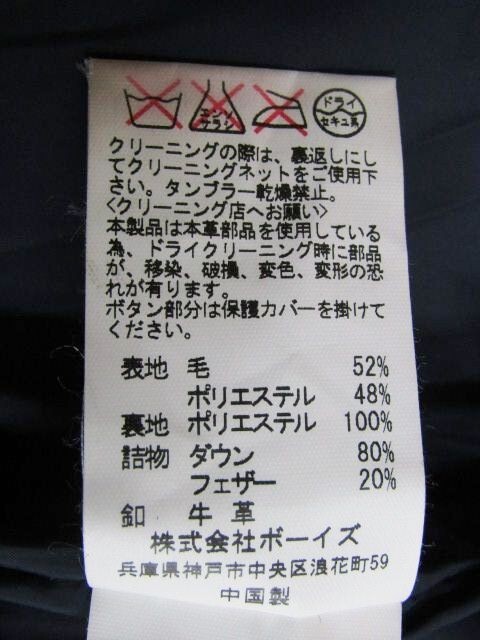 エンソ
サラシ
ドライ
セキユ系
クリーニングの際は、裏返しにし
てクリーニングネットをご使用下
さい。タンブラー乾燥禁止。
<クリーニング店へお願い>
本製品は本革部品を使用している
為、ドライクリーニング時に部品
が、移染、破損、変色、変形の恐
れが有ります。
ボタン部分は保護カバーを掛けて
ください。
表地 毛 52%
ポリエステル 48%
裏地 ポリエステル 100%
詰物 ダウン 80%
フェザー 20%
釦 牛革
株式会社ボーイズ
兵庫県神戸市中央区浪花町59
中国製